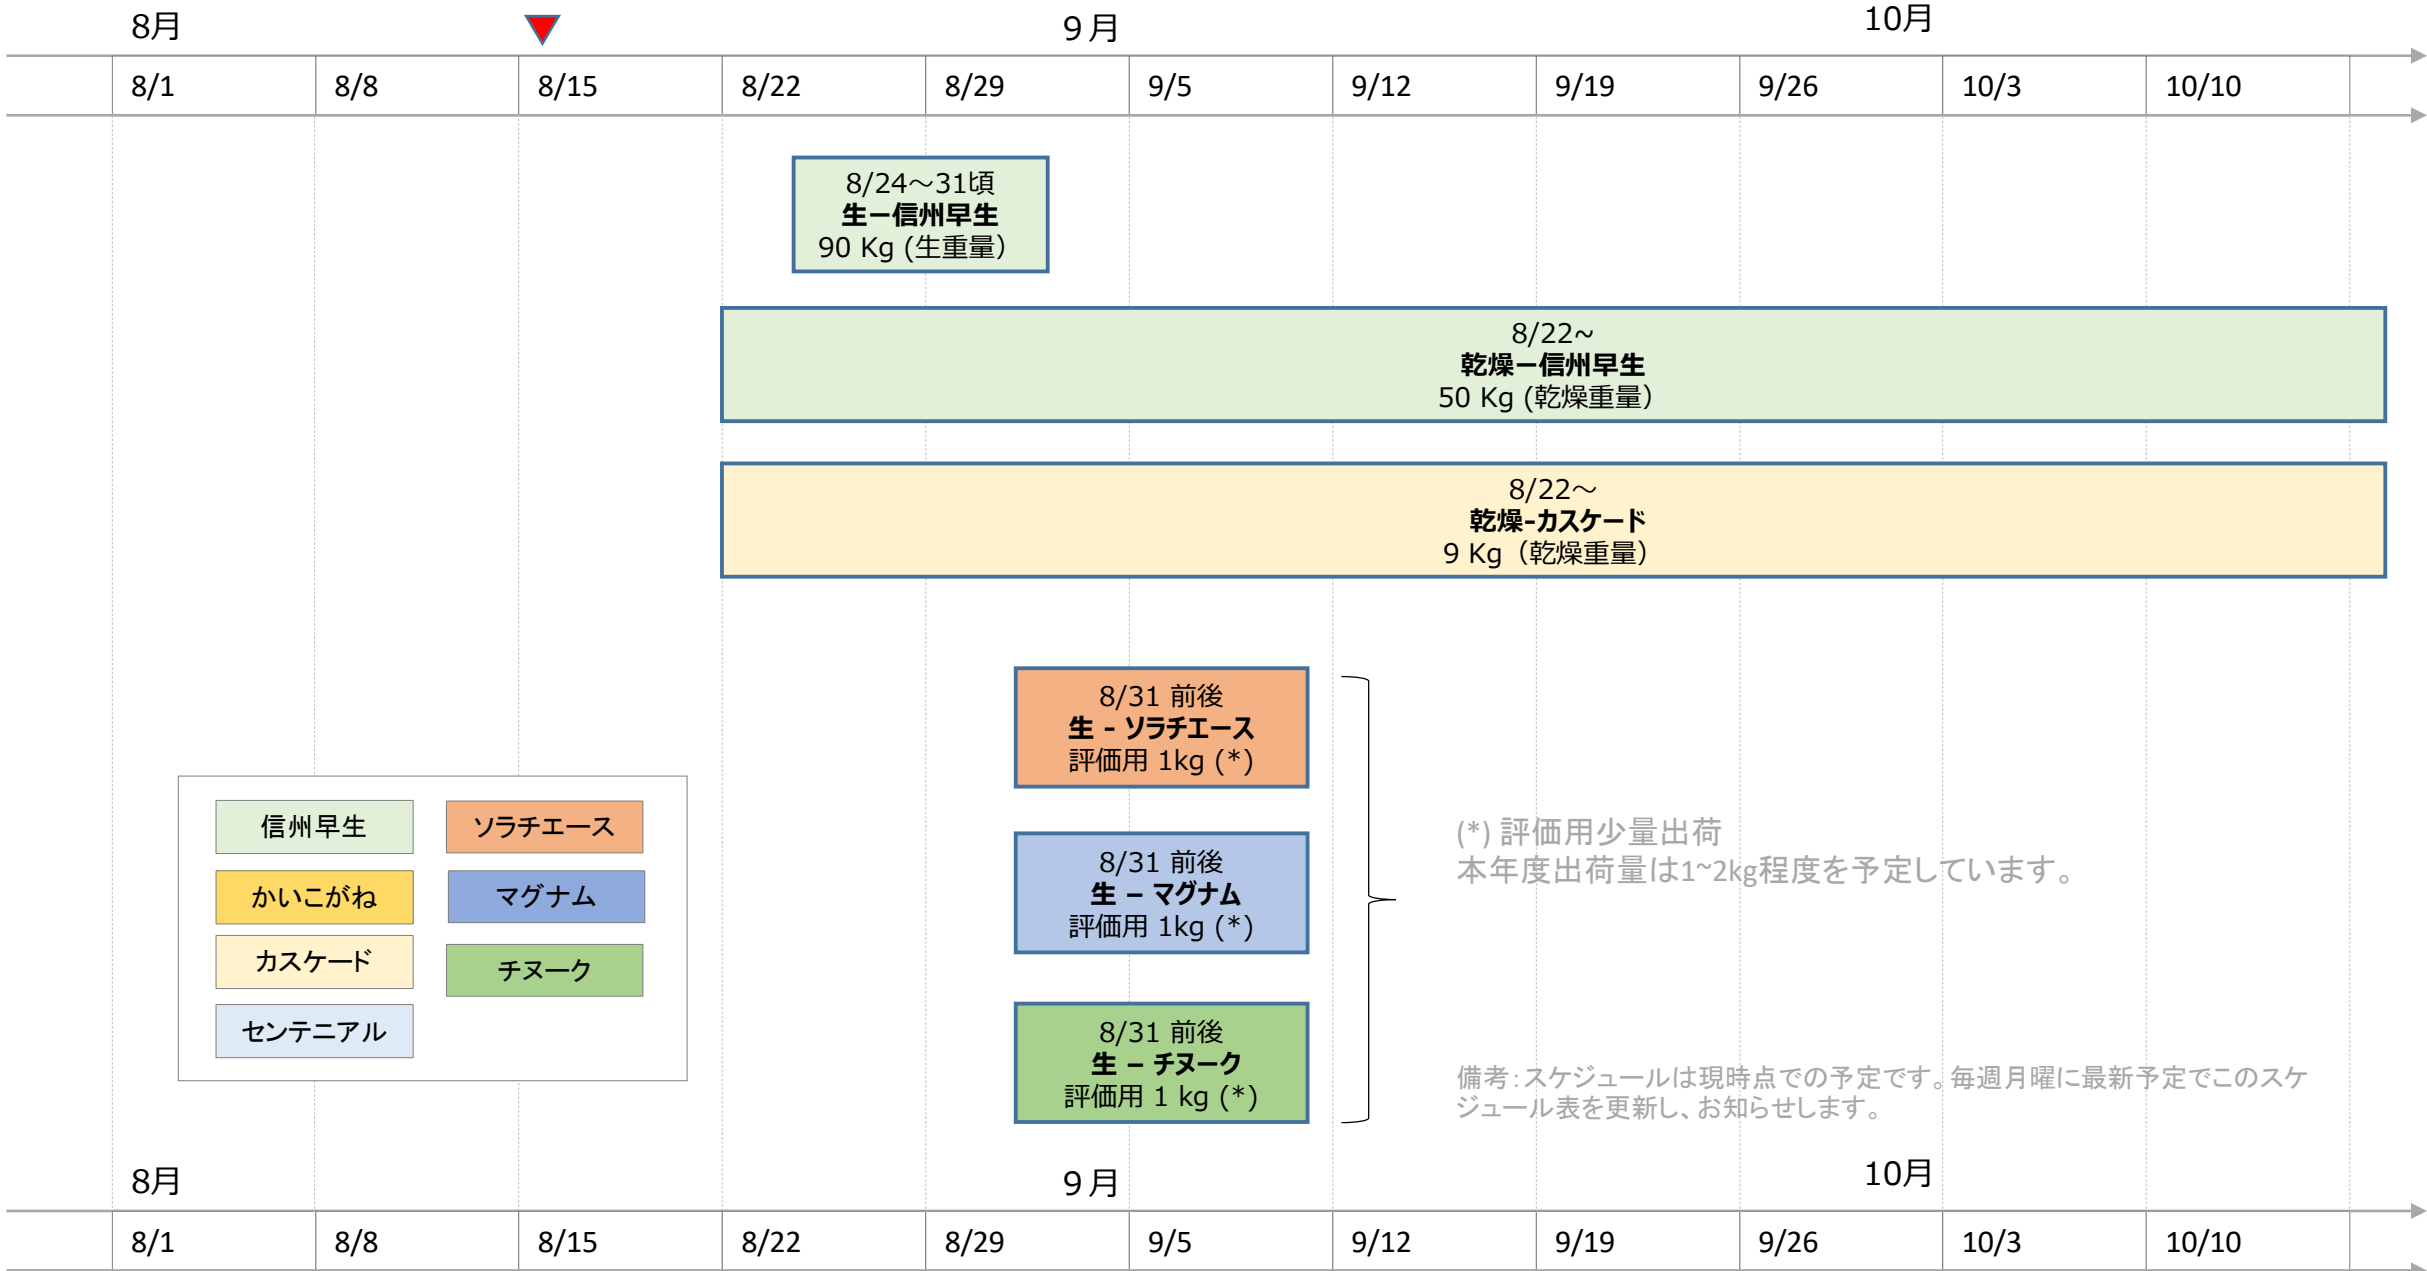 8月
9月
10月
8/1
8/8
8/15
8/22
8/29
9/5
9/12
9/19
9/26
10/3
10/10
8/24～31頃
生ー信州早生
90 Kg (生重量）
8/22~
乾燥ー信州早生
50 Kg (乾燥重量）
8/22～
乾燥-カスケード
9 Kg（乾燥重量）
8/31 前後
生 - ソラチエース
評価用 1kg (*)
8/31 前後
生 – マグナム
評価用 1kg (*)
8/31 前後
生 – チヌーク
評価用 1 kg (*)
信州早生
ソラチエース
かいこがね
マグナム
カスケード
チヌーク
センテニアル
(*) 評価用少量出荷
本年度出荷量は1~2kg程度を予定しています。
備考：スケジュールは現時点での予定です。毎週月曜に最新予定でこのスケ
ジュール表を更新し、お知らせします。
8月
9月
10月
8/1
8/8
8/15
8/22
8/29
9/5
9/12
9/19
9/26
10/3
10/10